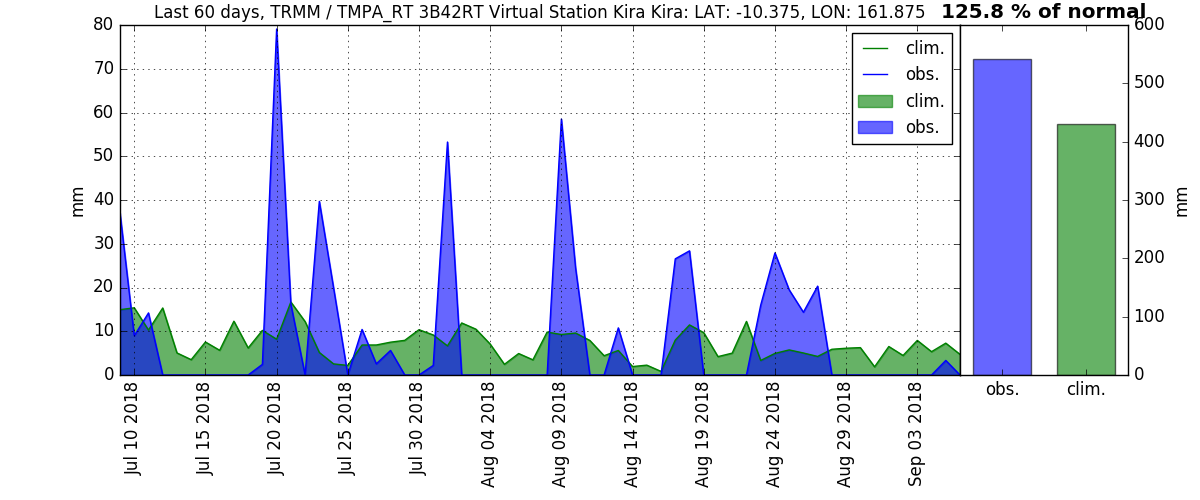 Last 60 days, TRMM / TMPA_RT 3B42RT Virtual Station Kira Kira: LAT: -10.375, LON: 161.875 125.8 % of normal
80
70
60
50
40
30
20
10
0
mm
clim.
obs.
clim.
obs.
600
500
400
300
200
100
0
mm
Jul 10 2018
Jul 15 2018
Jul 20 2018
Jul 25 2018
Jul 30 2018
Aug 04 2018
Aug 09 2018
Aug 14 2018
Aug 19 2018
Aug 24 2018
Aug 29 2018
Sep 03 2018
obs.
clim.